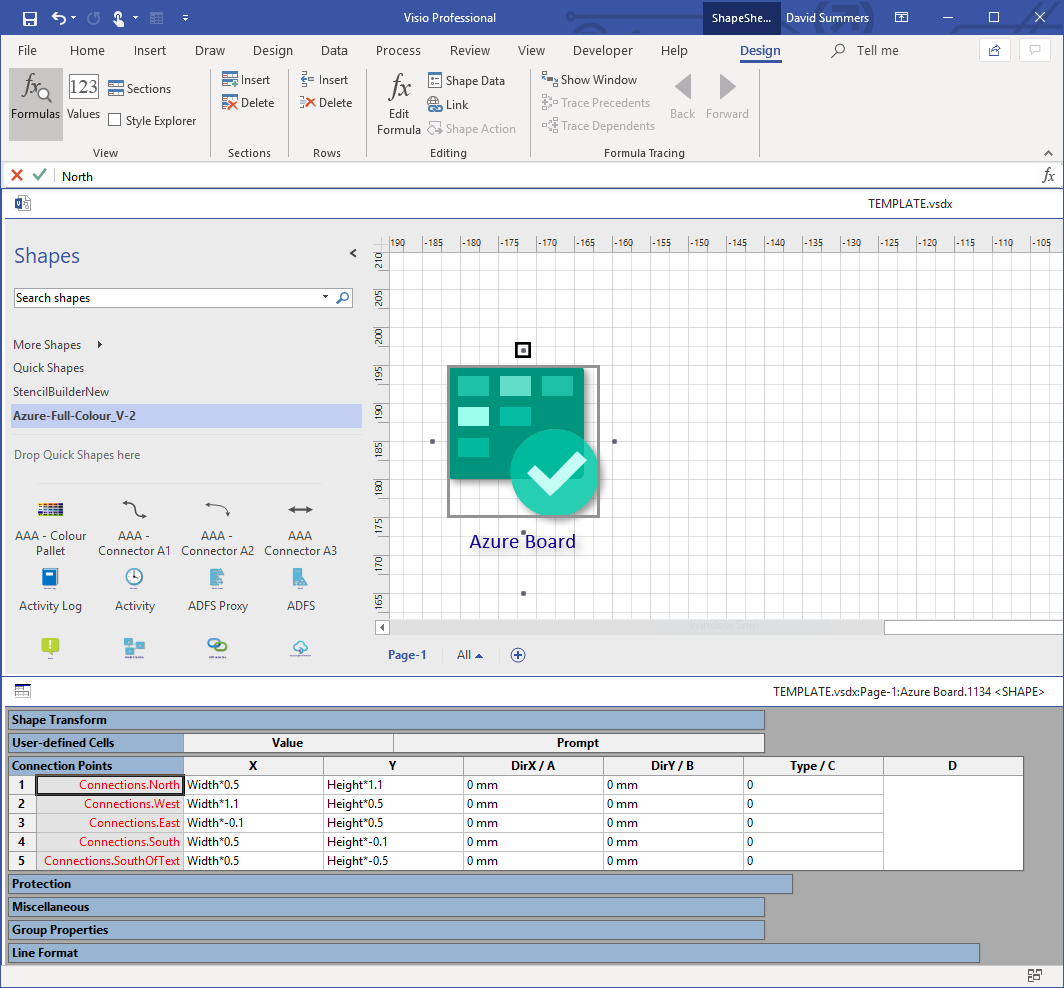 Visio Professional ShapeShe... David Summers
File Home Insert Draw Design Data Process Review View Developer Help Design Tell me
fx 123 Sections Insert Delete Insert Delete fx Shape Data Link Shape Action Show Window Trace Precedents Trace Dependents
Formulas Values Style Explorer Edit Formula Back Forward
View Sections Rows Editing Formula Tracing
North fx
TEMPLATE.vsdx
190 -185 -180 -175 -170 -165 -160 -155 -150 -145 -140 -135 -130 -125 -120 -115 -110 -105
210
205
200
195
190
185
180
175
170
165
Shapes
Search shapes
More Shapes
Quick Shapes
StencilBuilderNew
Azure-Full-Colour_V-2
Drop Quick Shapes here
AAA - Colour Pallet
AAA - Connector A1
AAA - Connector A2
AAA Connector A3
Activity Log Activity ADFS Proxy ADFS
Azure Board
Page-1 All
TEMPLATE.vsdx:Page-1:Azure Board.1134 <SHAPE>
Shape Transform
User-defined Cells Value Prompt
Connection Points X Y DirX / A DirY / B Type / C D
1 Connections.North Width*0.5 Height*1.1 0 mm 0 mm 0
2 Connections.West Width*1.1 Height*0.5 0 mm 0 mm 0
3 Connections.East Width*-0.1 Height*0.5 0 mm 0 mm 0
4 Connections.South Width*0.5 Height*-0.1 0 mm 0 mm 0
5 Connections.SouthOfText Width*0.5 Height*-0.5 0 mm 0 mm 0
Protection
Miscellaneous
Group Properties
Line Format